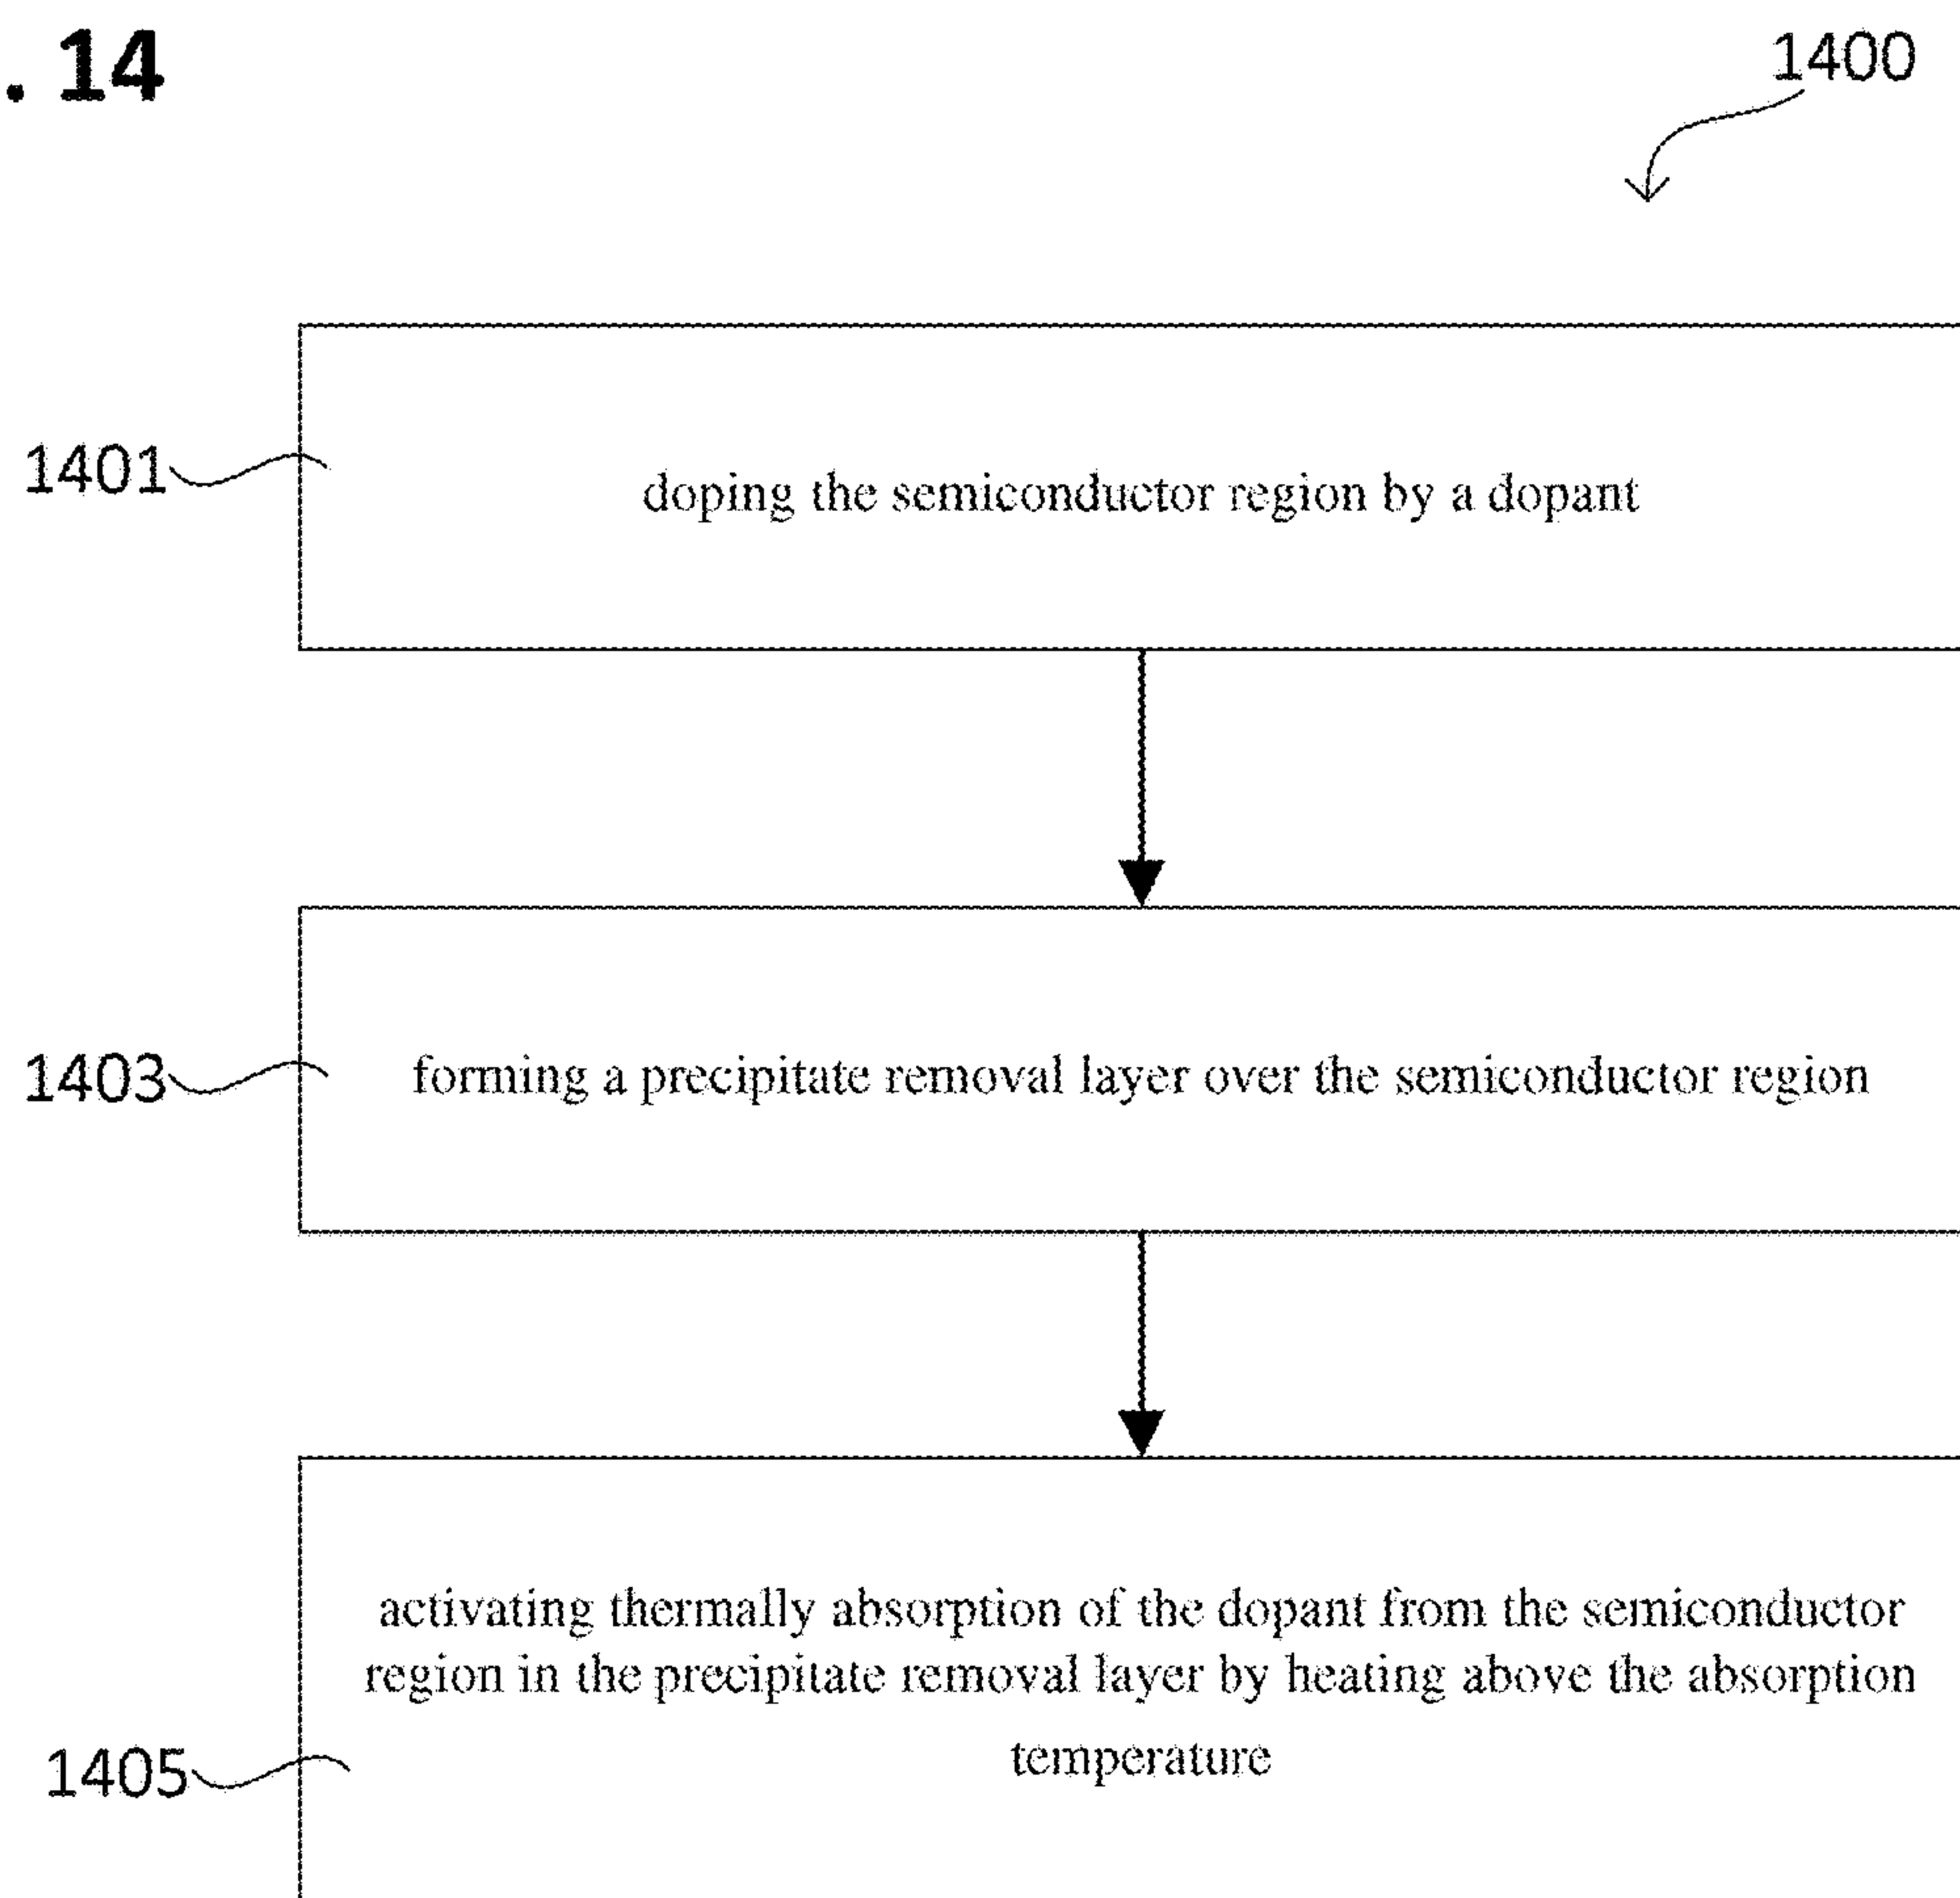 . 14
1400
1401
doping the semiconductor region by a dopant
1403
forming a precipitate removal layer over the semiconductor region
activating thermally absorption of the dopant from the semiconductor
region in the precipitate removal layer by heating above the absorption
temperature
1405